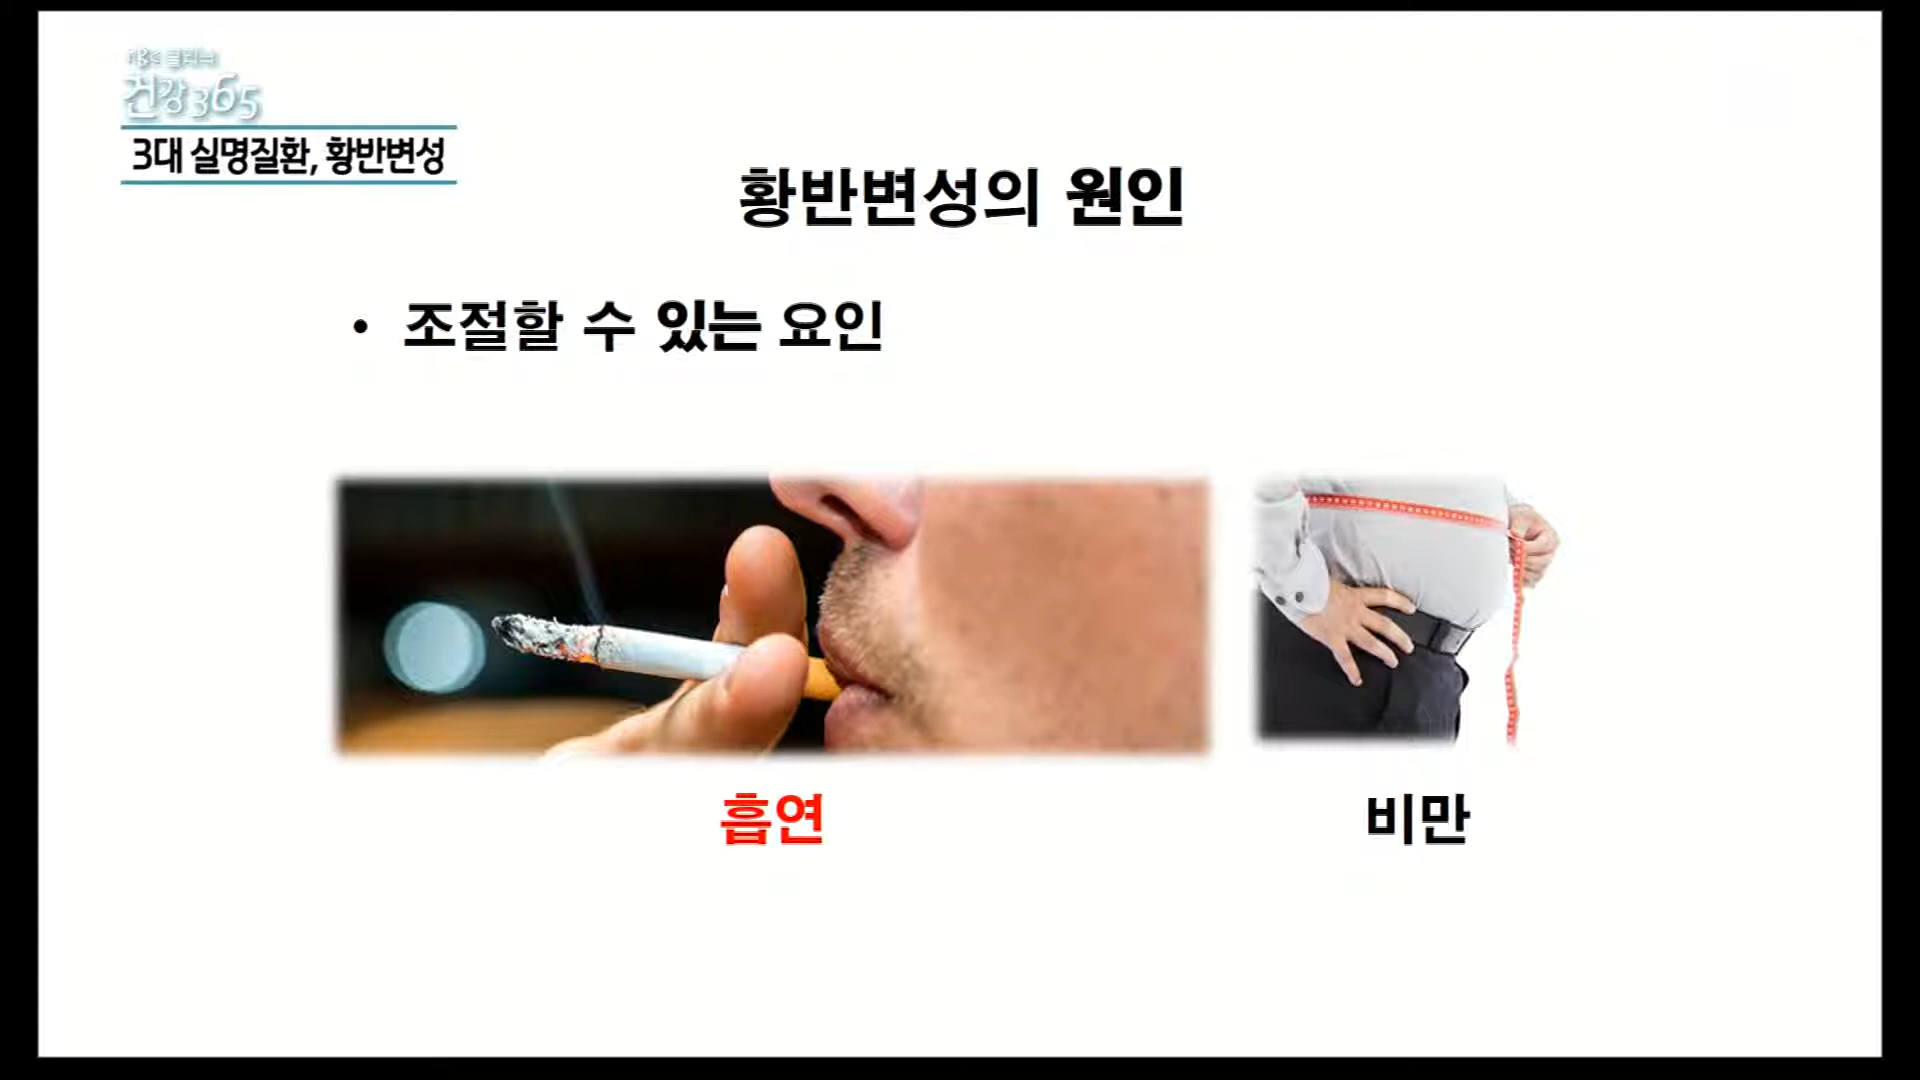 건강365
3대 실명질환, 황반변성
황반변성의 원인
• 조절할 수 있는 요인
흡연
비만